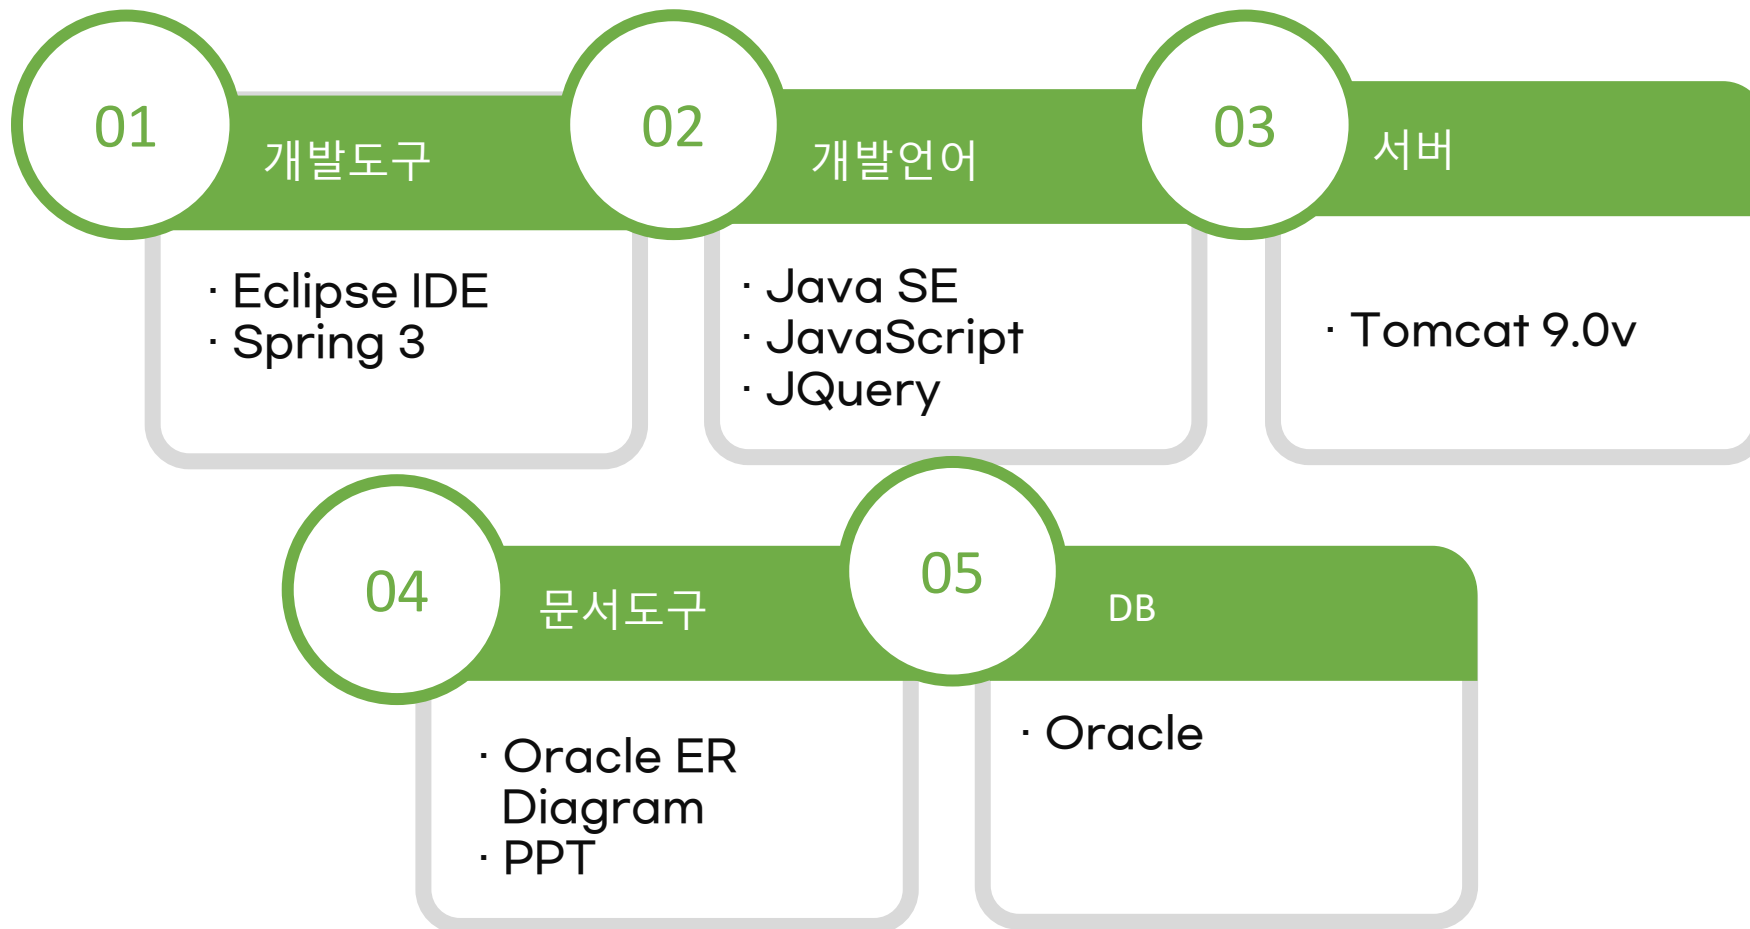 01
개발도구
· Eclipse IDE
· Spring 3
02
개발언어
· Java SE
· JavaScript
· JQuery
03
서버
· Tomcat 9.0v
04
문서도구
· Oracle ER
Diagram
· PPT
05
DB
· Oracle